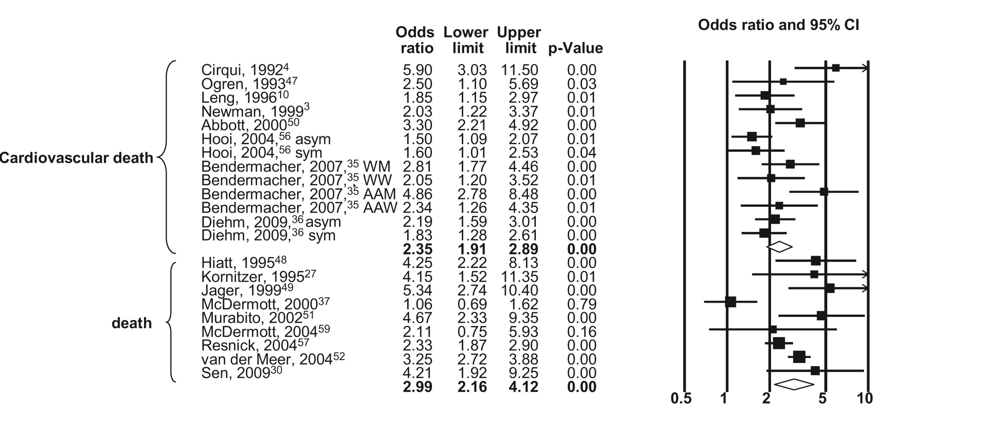 Odds ratio and 95% CI
Odds Lower Upper
ratio limit limit p-Value
Cirqui, 1992⁴ 5.90 3.03 11.50 0.00
Ogren, 1993⁴⁷ 2.50 1.10 5.69 0.03
Leng, 1996¹⁰ 1.85 1.15 2.97 0.01
Newman, 1999³ 2.03 1.22 3.37 0.01
Abbott, 2000⁵⁰ 3.30 2.21 4.92 0.00
Hooi, 2004,⁵⁶ asym 1.50 1.09 2.07 0.01
Hooi, 2004,⁵⁶ sym 1.60 1.01 2.53 0.04
Cardiovascular death
Bendermacher, 2007,³⁵ WM 2.81 1.77 4.46 0.00
Bendermacher, 2007,³⁵ WW 2.05 1.20 3.52 0.01
Bendermacher, 2007,³⁵ AAM 4.86 2.78 8.48 0.00
Bendermacher, 2007,³⁵ AAW 2.34 1.26 4.35 0.01
Diehm, 2009,³⁶ asym 2.19 1.59 3.01 0.00
Diehm, 2009,³⁶ sym 1.83 1.28 2.61 0.00
2.35 1.91 2.89 0.00
Hiatt, 1995⁴⁸ 4.25 2.22 8.13 0.00
Kornitzer, 1995²⁷ 4.15 1.52 11.35 0.01
Jager, 1999⁴⁹ 5.34 2.74 10.40 0.00
McDermott, 2000³⁷ 1.06 0.69 1.62 0.79
Murabito, 2002⁵¹ 4.67 2.33 9.35 0.00
death
McDermott, 2004⁵⁹ 2.11 0.75 5.93 0.16
Resnick, 2004⁵⁷ 2.33 1.87 2.90 0.00
van der Meer, 2004⁵² 3.25 2.72 3.88 0.00
Sen, 2009³⁰ 4.21 1.92 9.25 0.00
2.99 2.16 4.12 0.00
0.5 1 2 5 10